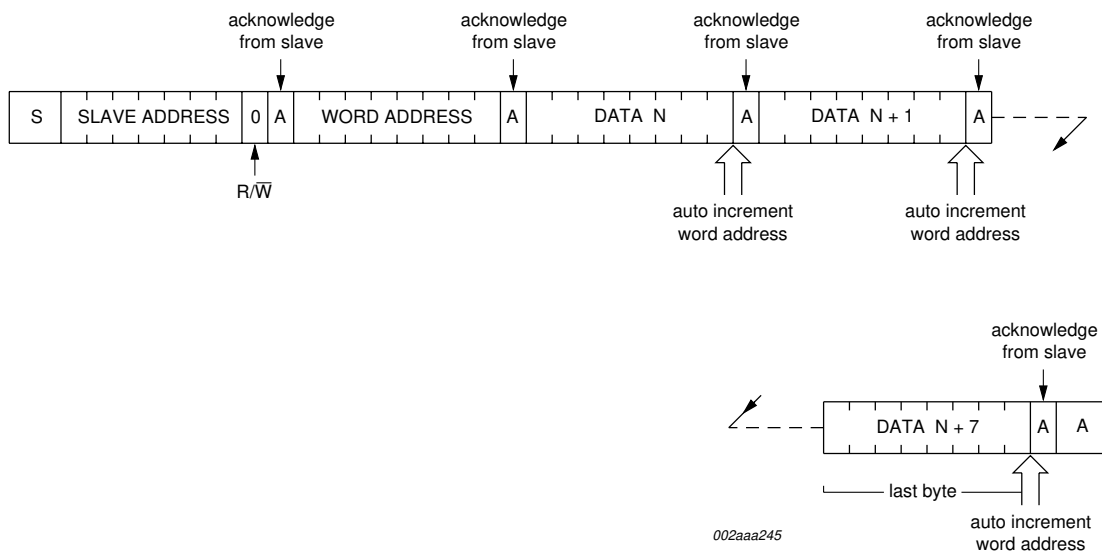 acknowledge
from slave
acknowledge
from slave
acknowledge
from slave
acknowledge
from slave
S SLAVE ADDRESS 0 A WORD ADDRESS A DATA N A DATA N + 1 A
R/W̅
auto increment
word address
auto increment
word address
acknowledge
from slave
DATA N + 7 A A
last byte
auto increment
word address
002aaa245